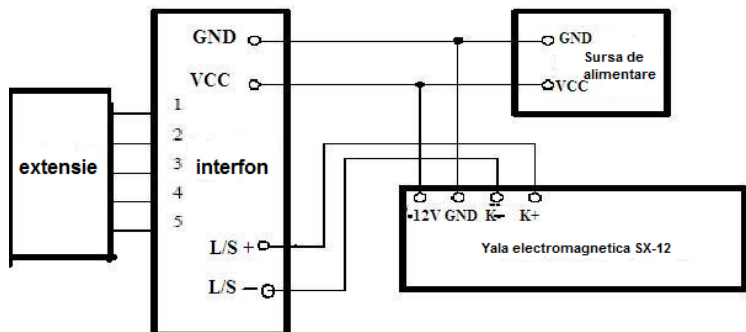 GND
VCC
1
2
3
4
5
extensie
interfon
L/S +
L/S −
GND
Sursa de
alimentare
VCC
-12V GND K- K+
Yala electromagnetica SX-12